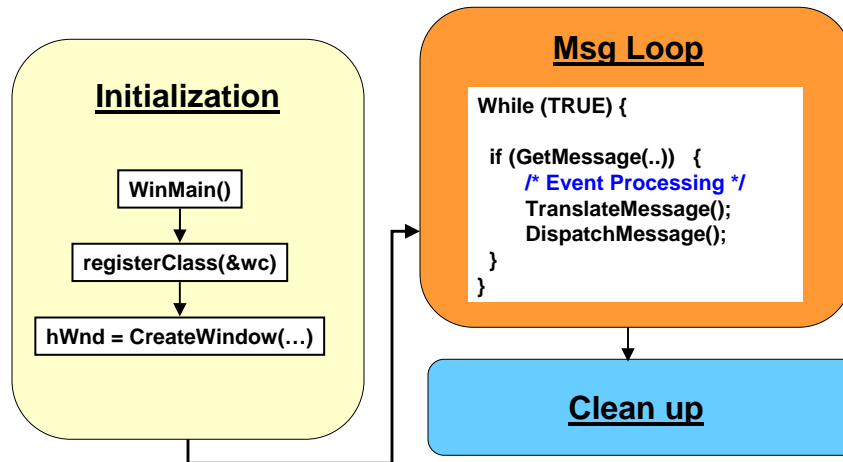 Initialization
WinMain()
registerClass(&wc)
hWnd = CreateWindow(…)
Msg Loop
While (TRUE) {
if (GetMessage(..)) {
/* Event Processing */
TranslateMessage();
DispatchMessage();
}
}
Clean up